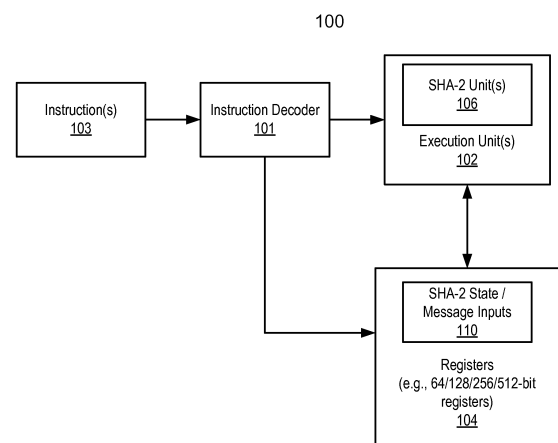 100
Instruction(s)
103
Instruction Decoder
101
SHA-2 Unit(s)
106
Execution Unit(s)
102
SHA-2 State /
Message Inputs
110
Registers
(e.g., 64/128/256/512-bit
registers)
104